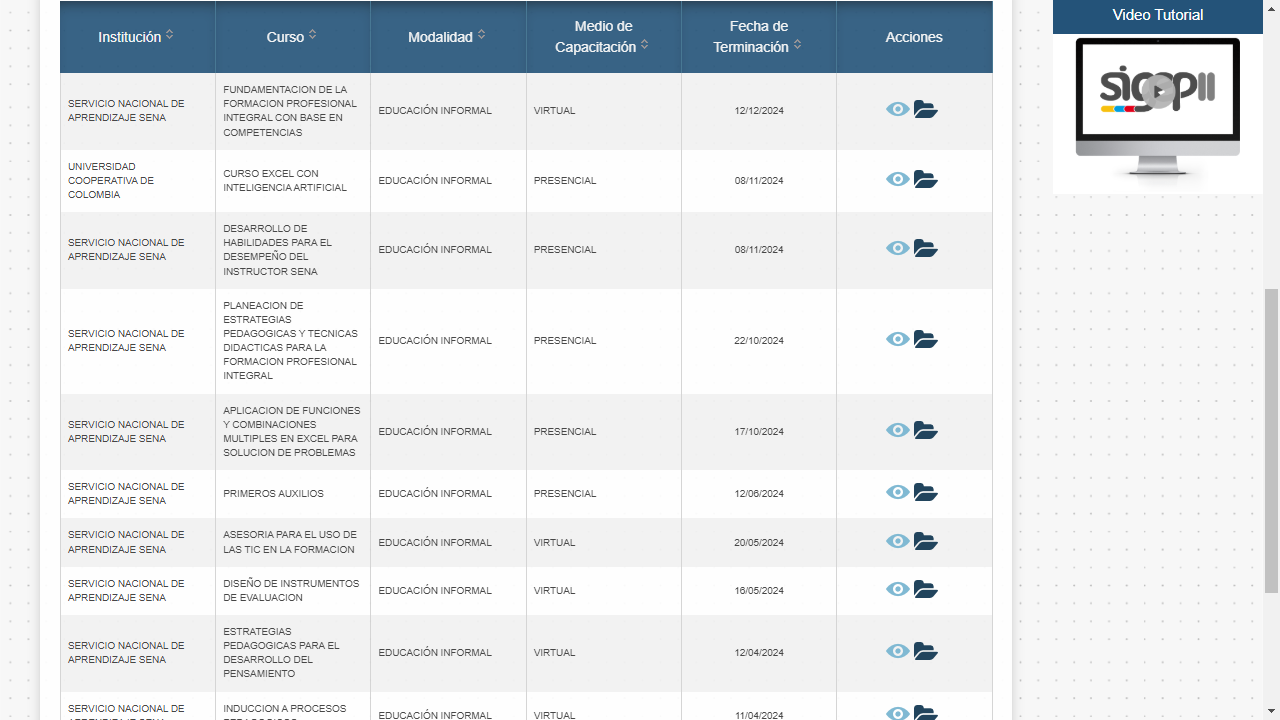 Institución
Curso
Modalidad
Medio de
Capacitación
Fecha de
Terminación
Acciones
SERVICIO NACIONAL DE
APRENDIZAJE SENA
FUNDAMENTACION DE LA
FORMACION PROFESIONAL
INTEGRAL CON BASE EN
COMPETENCIAS
EDUCACIÓN INFORMAL
VIRTUAL
12/12/2024
UNIVERSIDAD
COOPERATIVA DE
COLOMBIA
CURSO EXCEL CON
INTELIGENCIA ARTIFICIAL
EDUCACIÓN INFORMAL
PRESENCIAL
08/11/2024
SERVICIO NACIONAL DE
APRENDIZAJE SENA
DESARROLLO DE
HABILIDADES PARA EL
DESEMPEÑO DEL
INSTRUCTOR SENA
EDUCACIÓN INFORMAL
PRESENCIAL
08/11/2024
SERVICIO NACIONAL DE
APRENDIZAJE SENA
PLANEACION DE
ESTRATEGIAS
PEDAGOGICAS Y TECNICAS
DIDACTICAS PARA LA
FORMACION PROFESIONAL
INTEGRAL
EDUCACIÓN INFORMAL
PRESENCIAL
22/10/2024
SERVICIO NACIONAL DE
APRENDIZAJE SENA
APLICACION DE FUNCIONES
Y COMBINACIONES
MULTIPLES EN EXCEL PARA
SOLUCION DE PROBLEMAS
EDUCACIÓN INFORMAL
PRESENCIAL
17/10/2024
SERVICIO NACIONAL DE
APRENDIZAJE SENA
PRIMEROS AUXILIOS
EDUCACIÓN INFORMAL
PRESENCIAL
12/06/2024
SERVICIO NACIONAL DE
APRENDIZAJE SENA
ASESORIA PARA EL USO DE
LAS TIC EN LA FORMACION
EDUCACIÓN INFORMAL
VIRTUAL
20/05/2024
SERVICIO NACIONAL DE
APRENDIZAJE SENA
DISEÑO DE INSTRUMENTOS
DE EVALUACION
EDUCACIÓN INFORMAL
VIRTUAL
16/05/2024
SERVICIO NACIONAL DE
APRENDIZAJE SENA
ESTRATEGIAS
PEDAGOGICAS PARA EL
DESARROLLO DEL
PENSAMIENTO
EDUCACIÓN INFORMAL
VIRTUAL
12/04/2024
SERVICIO NACIONAL DE
INDUCCION A PROCESOS
EDUCACIÓN INFORMAL
VIRTUAL
11/04/2024
Video Tutorial
sigepII